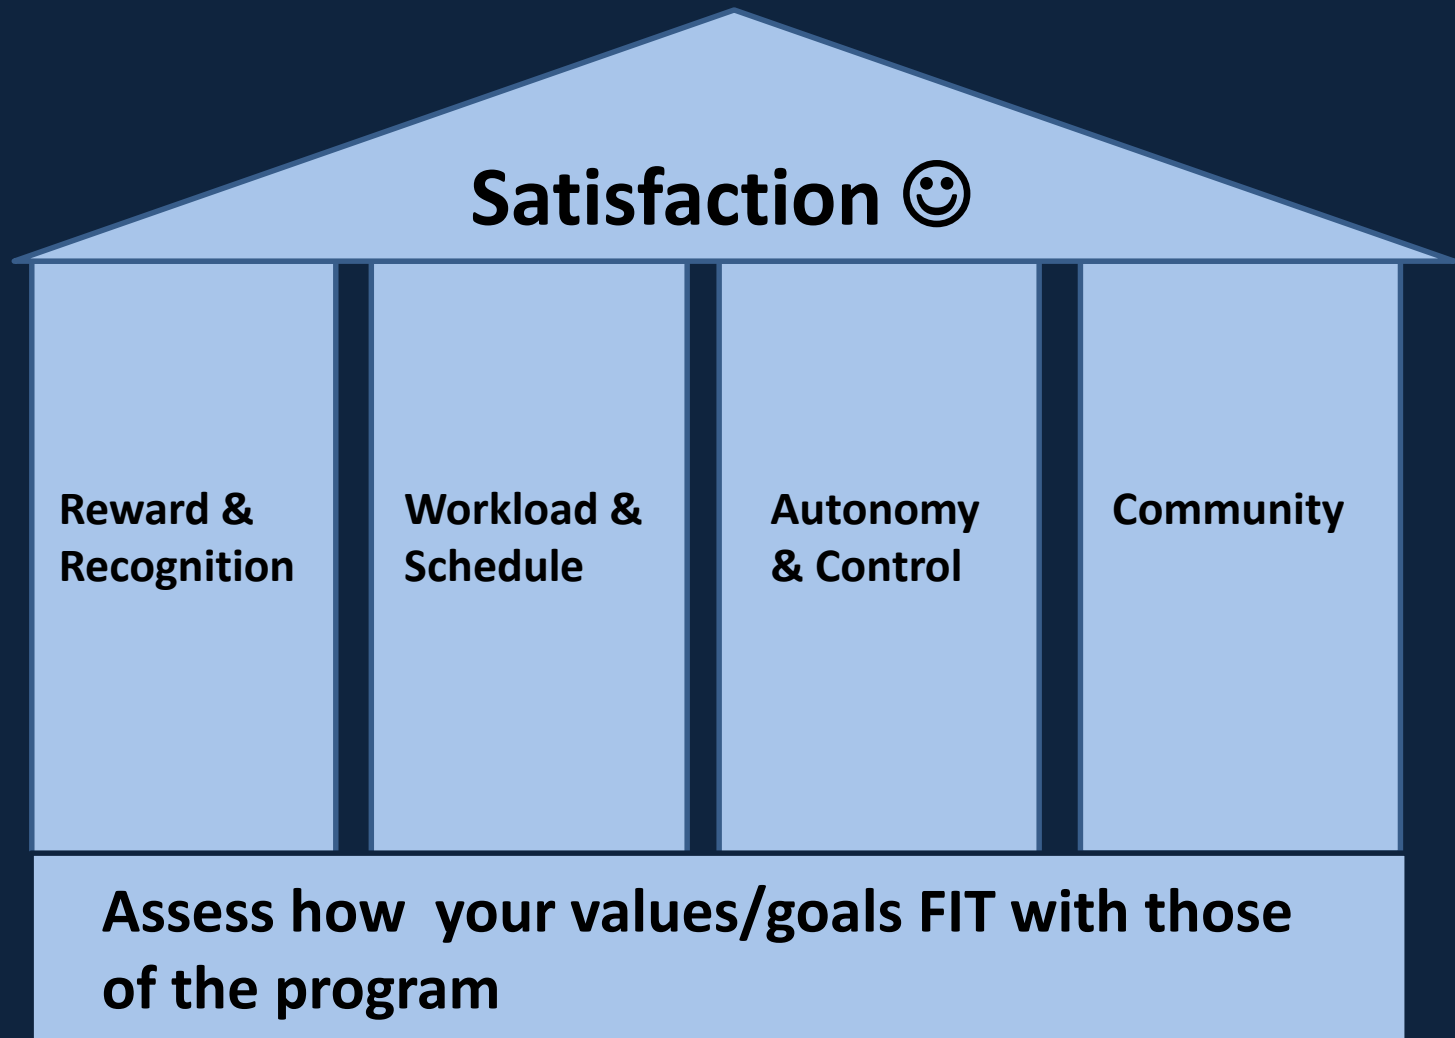 Satisfaction ☺
Reward &
Recognition
Workload &
Schedule
Autonomy
& Control
Community
Assess how  your values/goals FIT with those
of the program